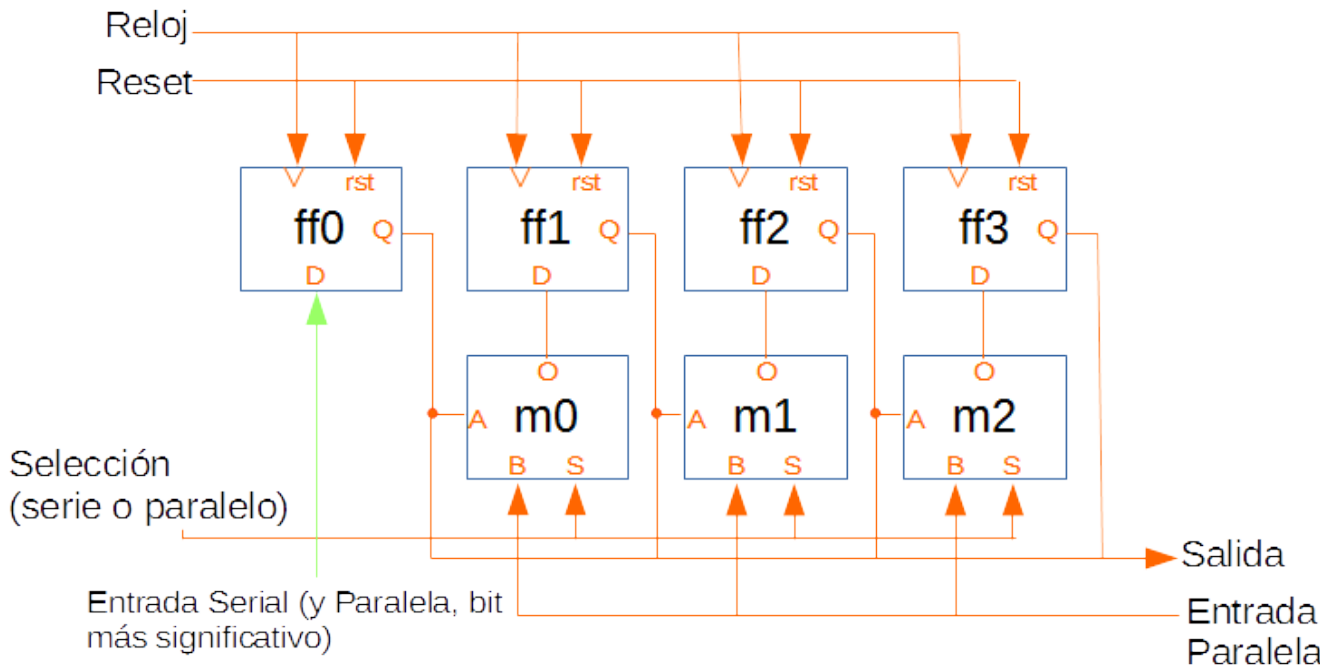 Reloj
Reset
rst rst rst rst
ff0 Q ff1 Q ff2 Q ff3 Q
D D D D
O O O
m0 m1 m2
A A A
B S B S B S
Selección
(serie o paralelo)
Salida
Entrada Serial (y Paralela, bit
más significativo)
Entrada
Paralela